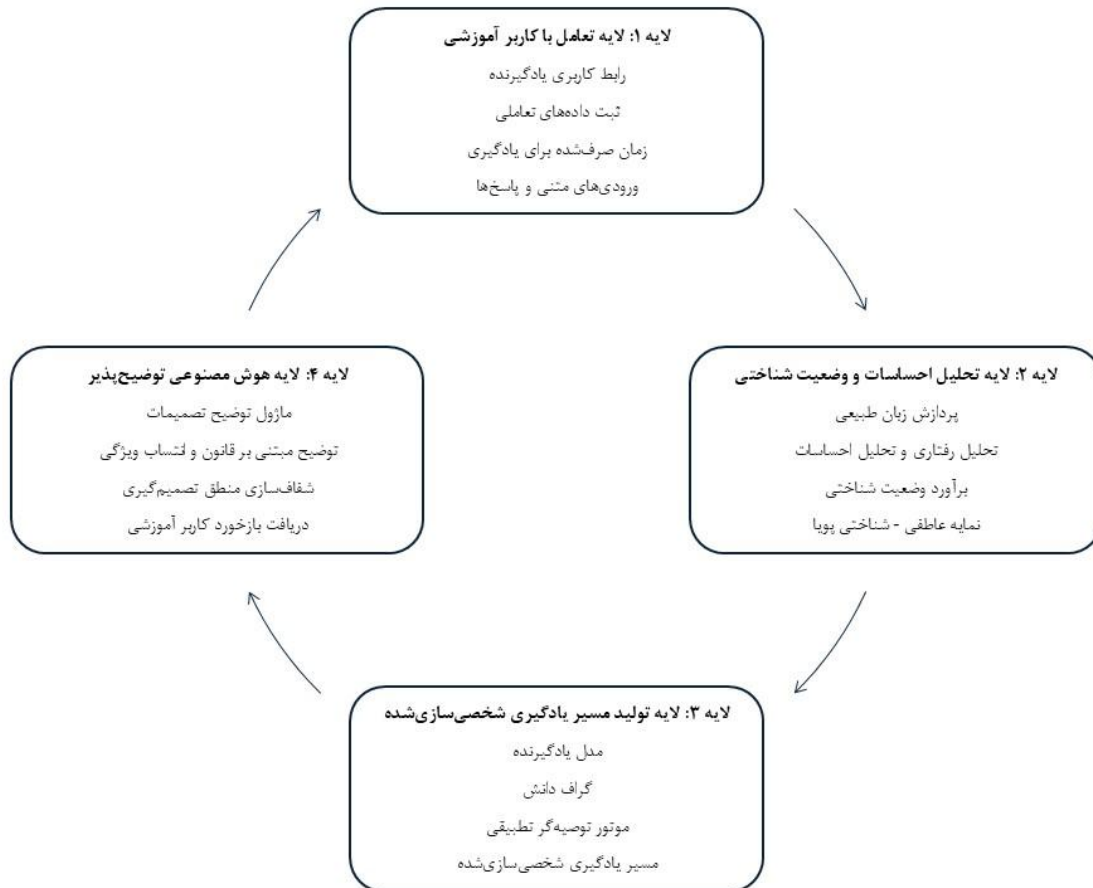 لایه ۱: لایه تعامل با کاربر آموزشی
رابط کاربری یادگیرنده
ثبت داده‌های تعاملی
زمان صرف‌شده برای یادگیری
ورودی‌های متنی و پاسخ‌ها
لایه ۲: لایه تحلیل احساسات و وضعیت شناختی
پردازش زبان طبیعی
تحلیل رفتاری و تحلیل احساسات
برآورد وضعیت شناختی
نمایه عاطفی - شناختی پویا
لایه ۳: لایه تولید مسیر یادگیری شخصی‌سازی‌شده
مدل یادگیرنده
گراف دانش
موتور توصیه‌گر تطبیقی
مسیر یادگیری شخصی‌سازی‌شده
لایه ۴: لایه هوش مصنوعی توضیح‌پذیر
ماژول توضیح تصمیمات
توضیح مبتنی بر قانون و انتساب ویژگی
شفاف‌سازی منطق تصمیم‌گیری
دریافت بازخورد کاربر آموزشی